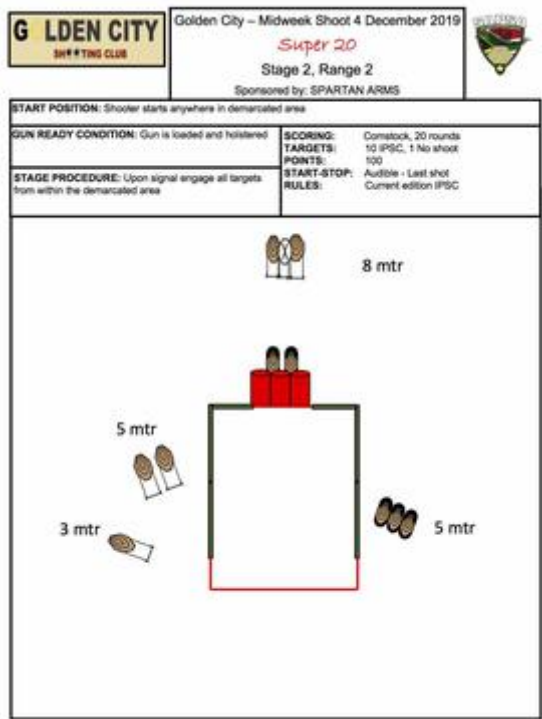 G LDEN CITY
SH**TING CLUB
Golden City – Midweek Shoot 4 December 2019
Super 20
Stage 2, Range 2
Sponsored by: SPARTAN ARMS
START POSITION: Shooter starts anywhere in demarcated area
GUN READY CONDITION: Gun is loaded and holstered
STAGE PROCEDURE: Upon signal engage all targets
from within the demarcated area
SCORING: Comstock, 20 rounds
TARGETS: 10 IPSC, 1 No shoot
POINTS: 100
START-STOP: Audible - Last shot
RULES: Current edition IPSC
8 mtr
5 mtr
3 mtr
5 mtr